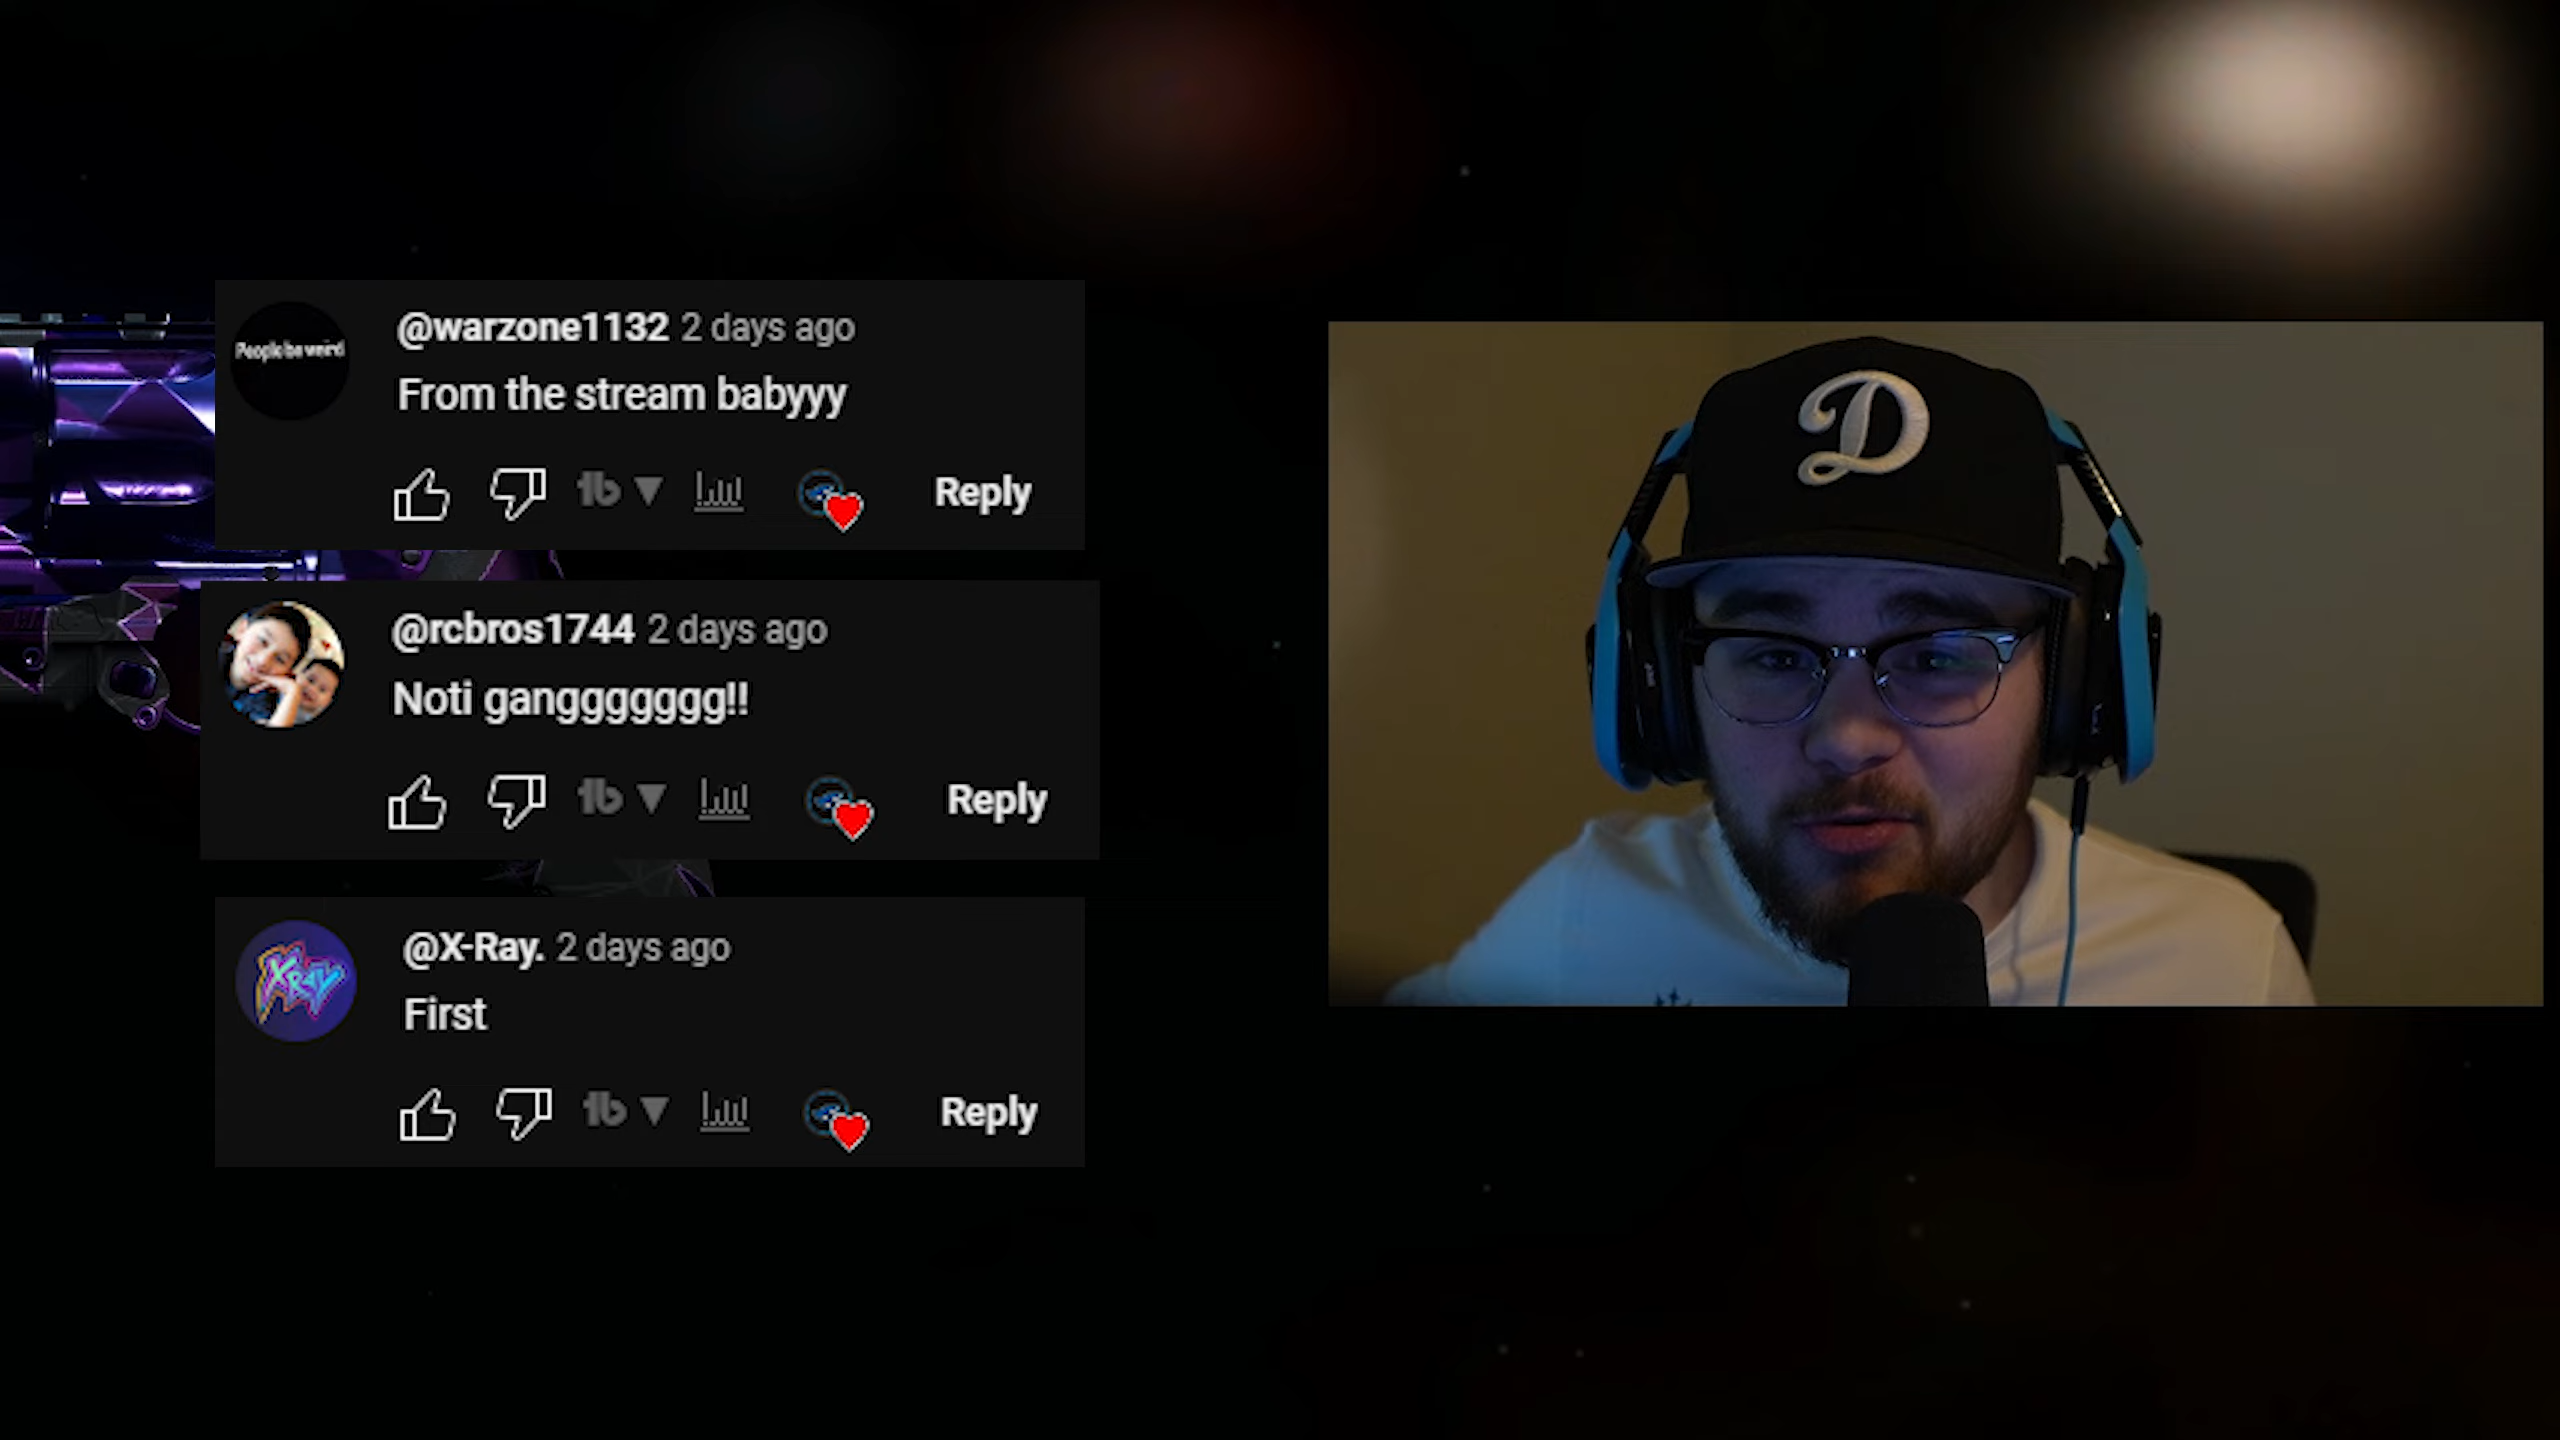 People be weird
@warzone1132 2 days ago
From the stream babyyy
Reply
@rcbros1744 2 days ago
Noti ganggggggg!!
Reply
XRay
@X-Ray. 2 days ago
First
Reply
D